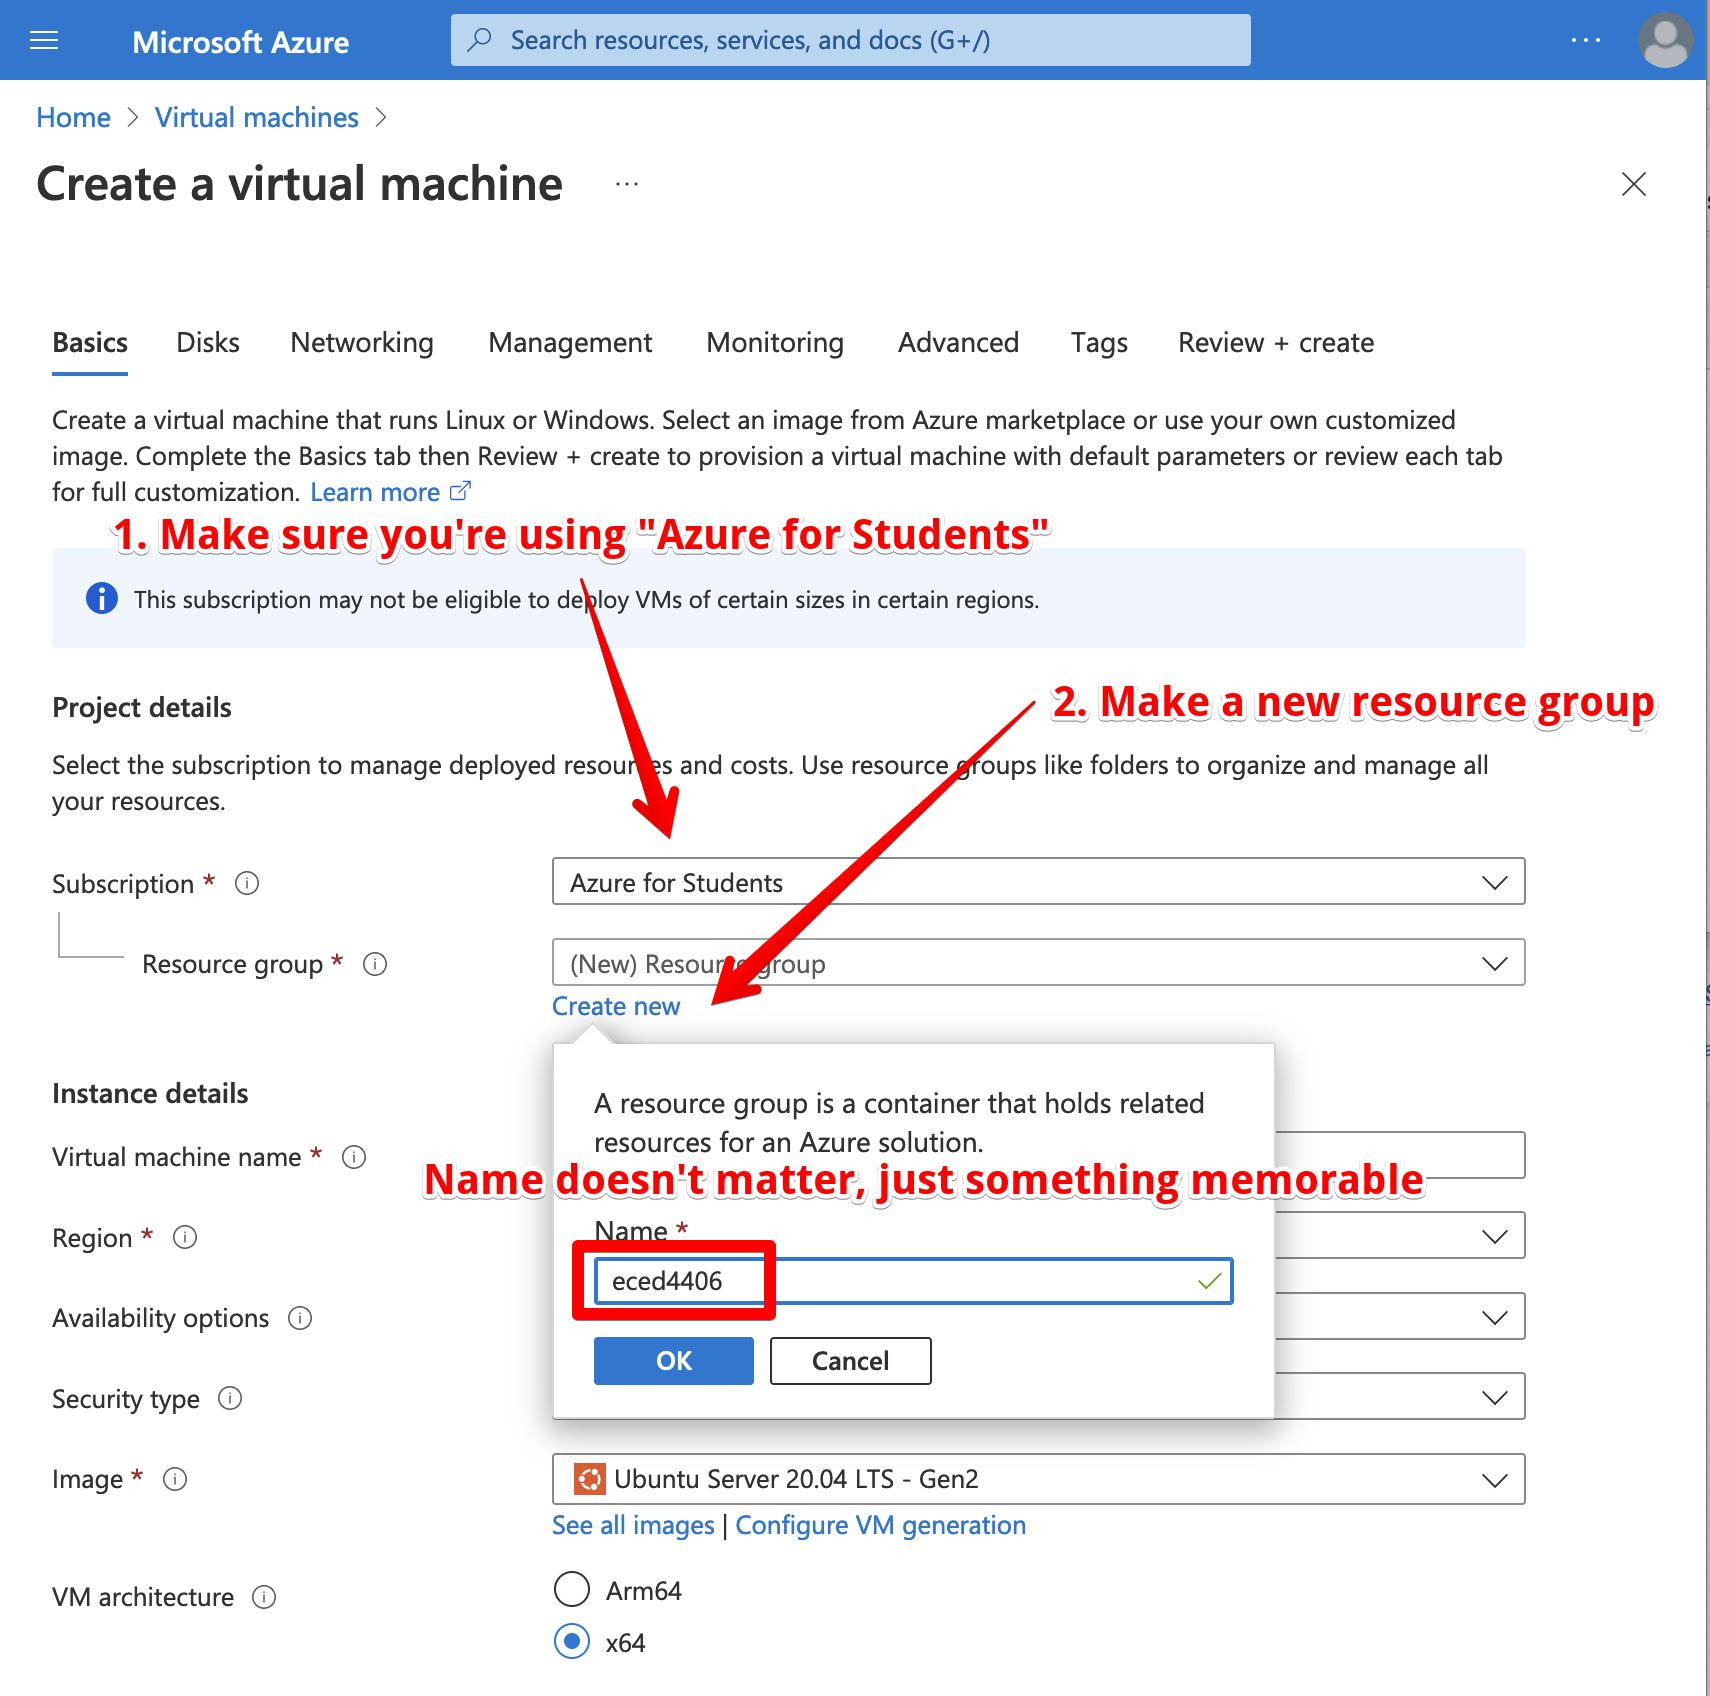 Microsoft Azure
Search resources, services, and docs (G+/)
Home > Virtual machines >
Create a virtual machine ...
Basics Disks Networking Management Monitoring Advanced Tags Review + create
Create a virtual machine that runs Linux or Windows. Select an image from Azure marketplace or use your own customized
image. Complete the Basics tab then Review + create to provision a virtual machine with default parameters or review each tab
for full customization. Learn more
1. Make sure you're using "Azure for Students"
This subscription may not be eligible to deploy VMs of certain sizes in certain regions.
Project details
2. Make a new resource group
Select the subscription to manage deployed resources and costs. Use resource groups like folders to organize and manage all
your resources.
Subscription *
Azure for Students
Resource group *
(New) Resource group
Create new
A resource group is a container that holds related
resources for an Azure solution.
Name doesn't matter, just something memorable
Name *
eced4406
OK Cancel
Instance details
Virtual machine name *
Region *
Availability options
Security type
Image *
Ubuntu Server 20.04 LTS - Gen2
See all images | Configure VM generation
VM architecture
Arm64
x64